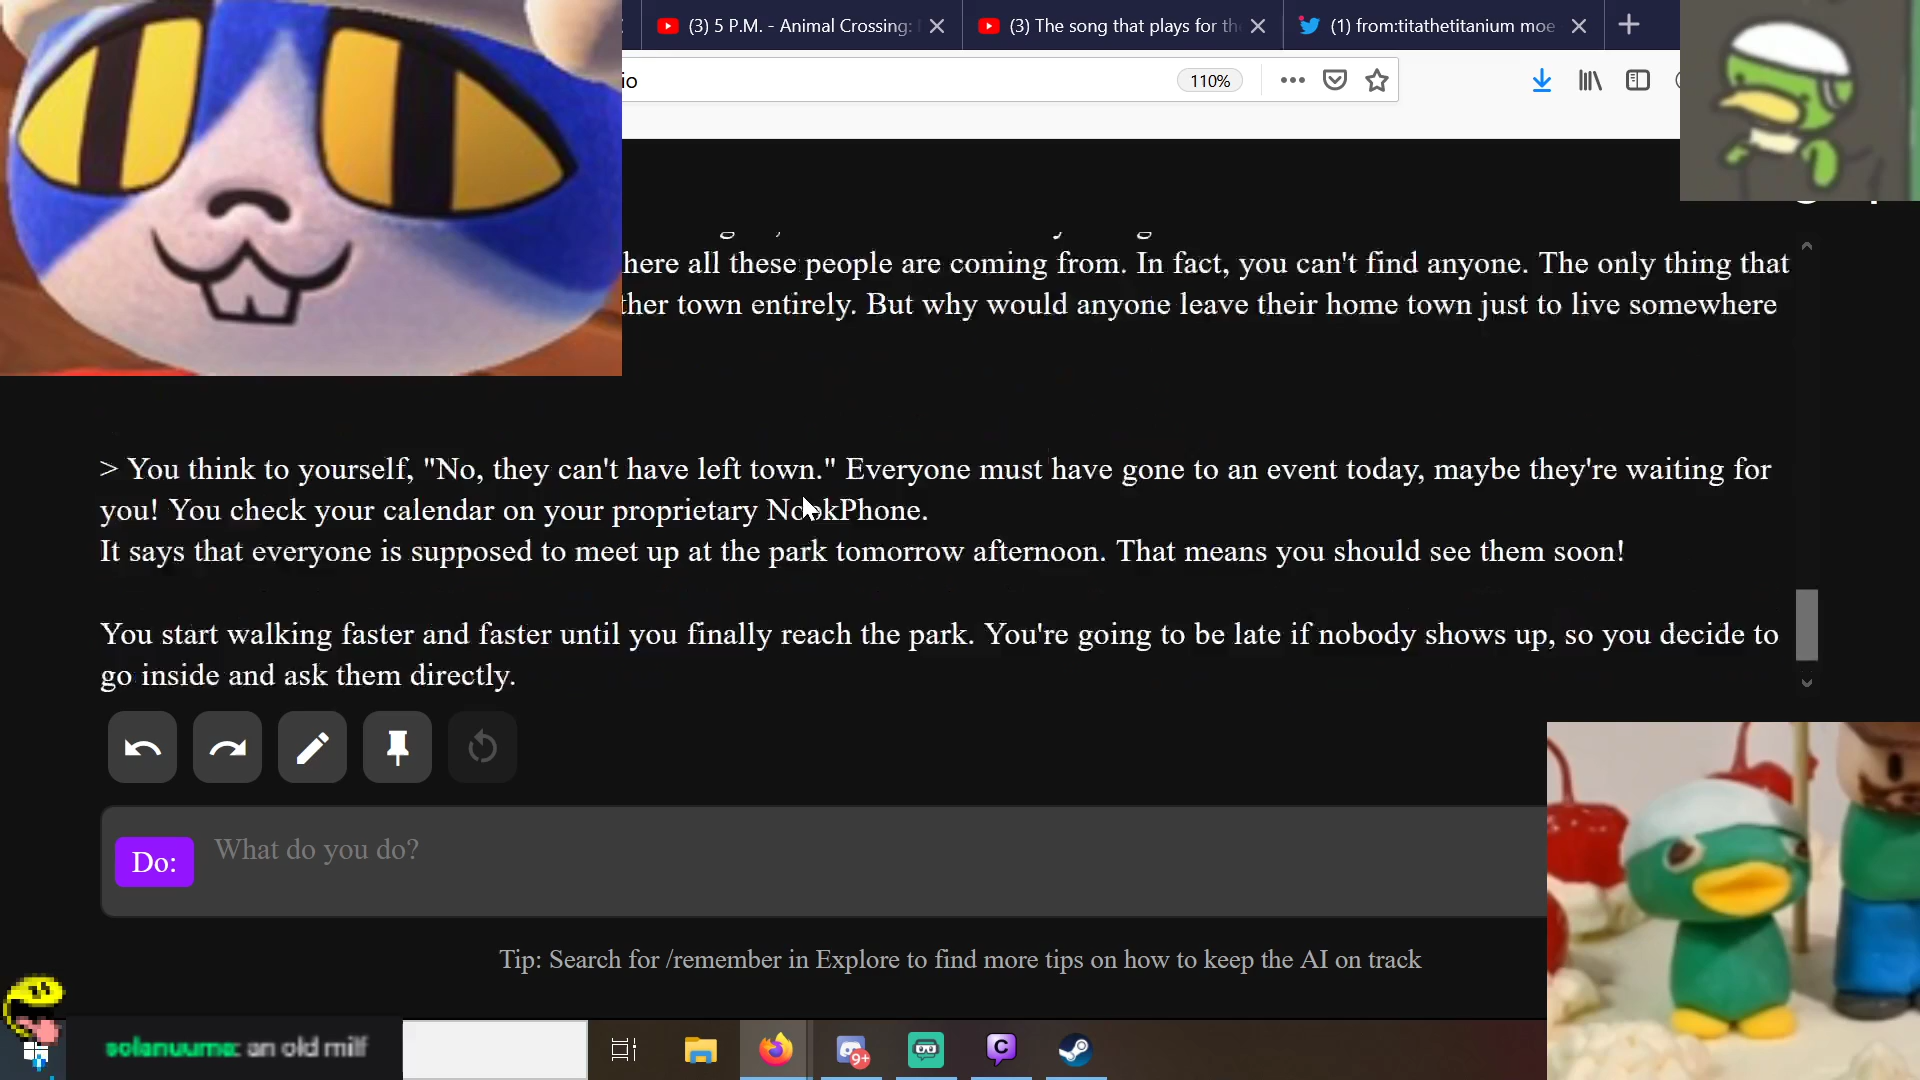 (3) 5 P.M. - Animal Crossing:
(3) The song that plays for the
(1) from:titathetitanium moe
io
110%
here all these people are coming from. In fact, you can't find anyone. The only thing that
ther town entirely. But why would anyone leave their home town just to live somewhere
> You think to yourself, "No, they can't have left town." Everyone must have gone to an event today, maybe they're waiting for
you! You check your calendar on your proprietary NookPhone.
It says that everyone is supposed to meet up at the park tomorrow afternoon. That means you should see them soon!
You start walking faster and faster until you finally reach the park. You're going to be late if nobody shows up, so you decide to
go inside and ask them directly.
Do:
What do you do?
Tip: Search for /remember in Explore to find more tips on how to keep the AI on track
solanuume: an old milf
9+
C